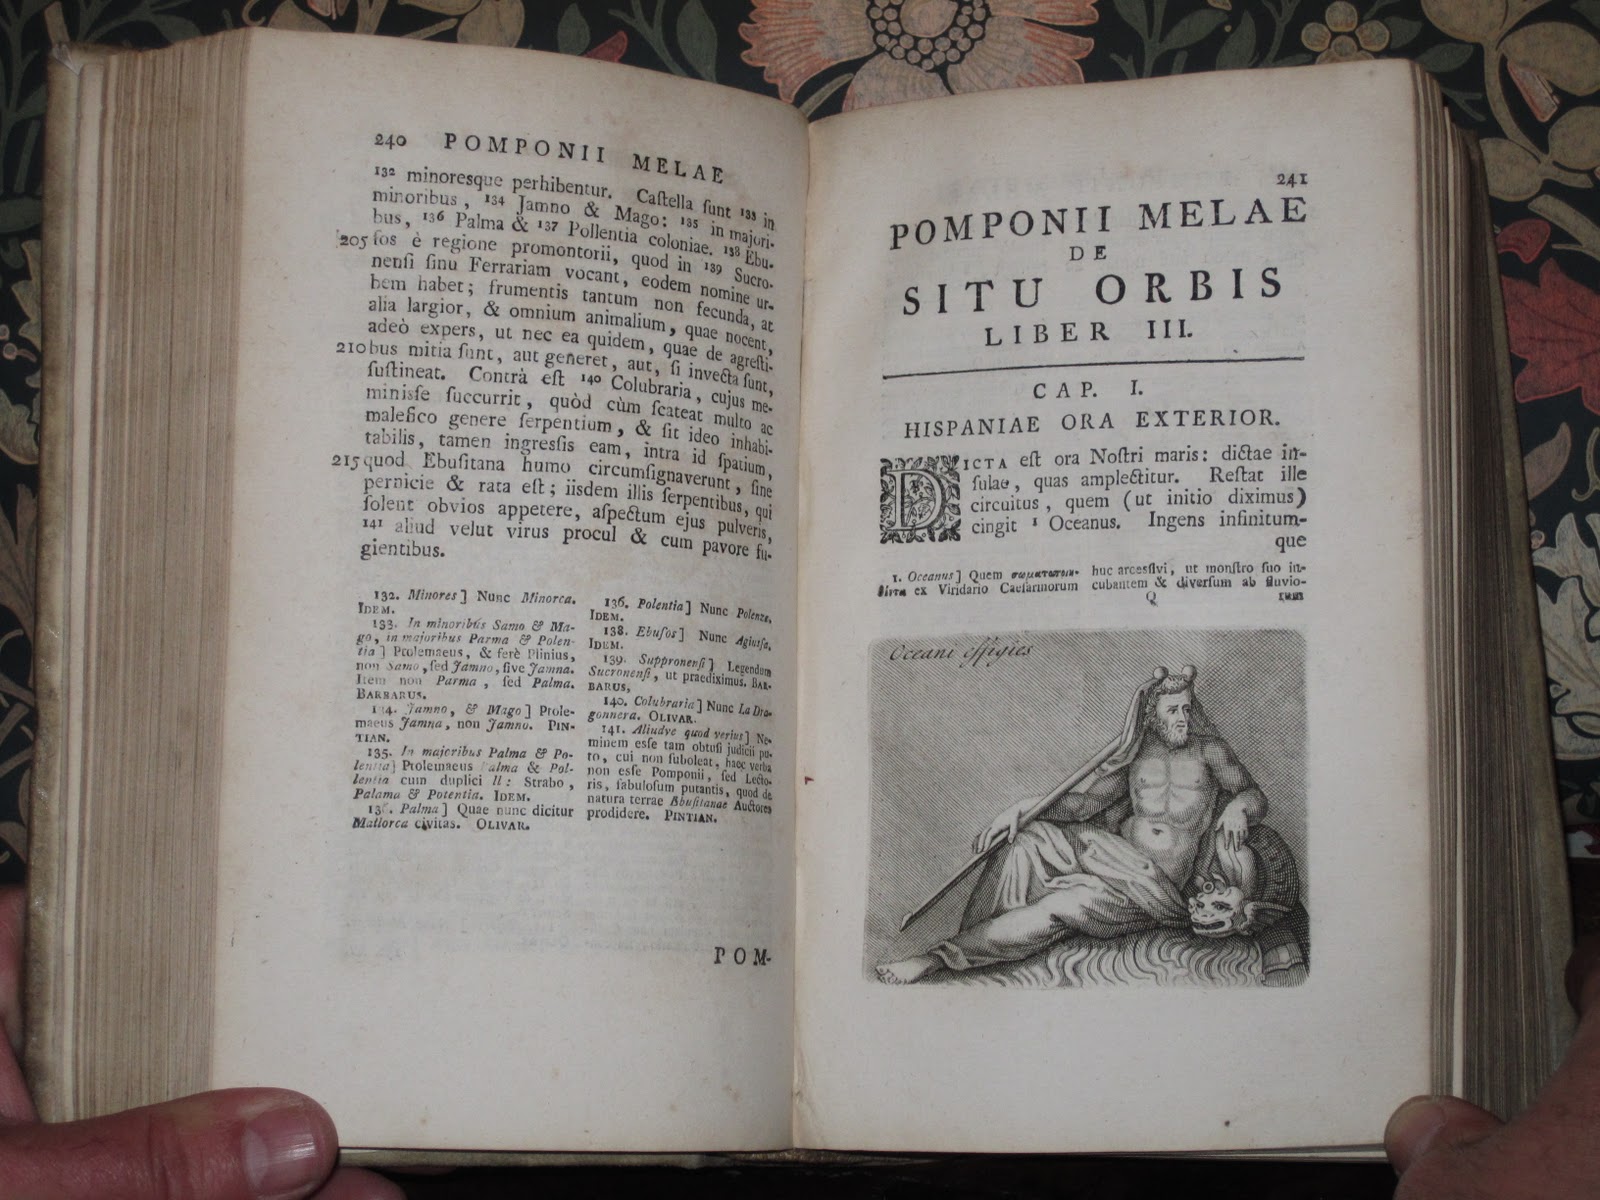 240 POMPONII MELAE
132 minoresque perhibentur. Caſtella ſunt 133 in
minoribus, 134 Jamno & Mago: 135 in majori-
bus, 136 Palma & 137 Pollentia coloniae. 138 Ebu-
205 ſos è regione promontorii, quod in 139 Sucro-
nenſi ſinu Ferrariam vocant, eodem nomine ur-
bem habet; frumentis tantum non fecunda, at
alia largior, & omnium animalium, quae nocent,
adeò expers, ut nec ea quidem, quae de agreſti-
210 bus mitia ſunt, aut generet, aut, ſi invecta ſunt,
ſuſtineat. Contrà eſt 140 Colubraria, cujus me-
miniſſe ſuccurrit, quòd cùm ſcateat multo ac
malefico genere ſerpentium, & ſit ideo inhabi-
tabilis, tamen ingreſſis eam, intra id ſpatium,
215 quod Ebuſitana humo circumſignaverunt, ſine
pernicie & rata eſt; iisdem illis ſerpentibus, qui
ſolent obvios appetere, aſpectum ejus pulveris,
141 aliud velut virus procul & cum pavore fu-
gientibus.
132. Minores] Nunc Minorca.
IDEM.
133. In minoribus Samo & Ma-
go, in majoribus Parma & Polen-
tia] Ptolemaeus, & ferè Plinius,
non Samo, ſed Jamno, ſive Jamna.
Item non Parma, ſed Palma.
BARBARUS.
134. Jamno, & Mago] Ptole-
maeus Jamna, non Jamno. PIN-
TIAN.
135. In majoribus Palma & Po-
lentia] Ptolemaeus Palma & Pol-
lentia cum duplici ll: Strabo,
Palama & Potentia. IDEM.
136. Palma] Quae nunc dicitur
Mallorca civitas. OLIVAR.
136. Polentia] Nunc Polenze.
IDEM.
138. Ebuſos] Nunc Aguiſſa.
IDEM.
139. Suppronenſi] Legendum
Sucronenſi, ut praediximus. BAR-
BARUS,
140. Colubraria] Nunc La Dra-
gonnera. OLIVAR.
141. Aliudve quod verius] Ne-
minem eſſe tam obtuſi judicii pu-
to, cui non ſuboleat, haec verba
non eſſe Pomponii, ſed Lecto-
ris, fabuloſum putantis, quod de
natura terrae Ebuſitanae Auctores
prodidere. PINTIAN.
POM-
241
POMPONII MELAE
DE
SITU ORBIS
LIBER III.
CAP. I.
HISPANIAE ORA EXTERIOR.
DICTA eſt ora Noſtri maris: dictae in-
ſulae, quas amplectitur. Reſtat ille
circuitus, quem (ut initio diximus)
cingit 1 Oceanus. Ingens infinitum-
que
1. Oceanus] Quem
ex Viridario Caeſarmorum
huc arceſſivi, ut monſtro ſuo in-
cubantem & diverſum ab fluvio-
Q rum
Oceani effigies